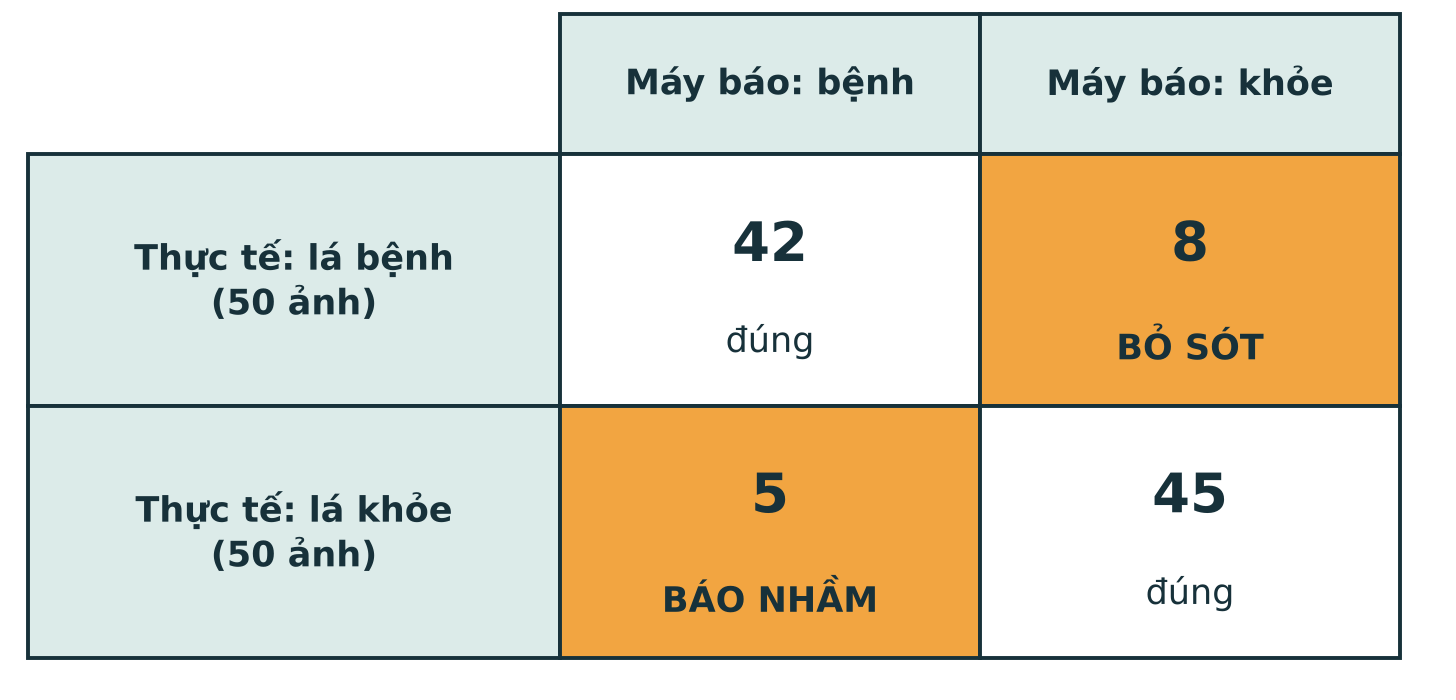 Máy báo: bệnh
Máy báo: khỏe
Thực tế: lá bệnh
(50 ảnh)
42
đúng
8
BỎ SÓT
Thực tế: lá khỏe
(50 ảnh)
5
BÁO NHẦM
45
đúng